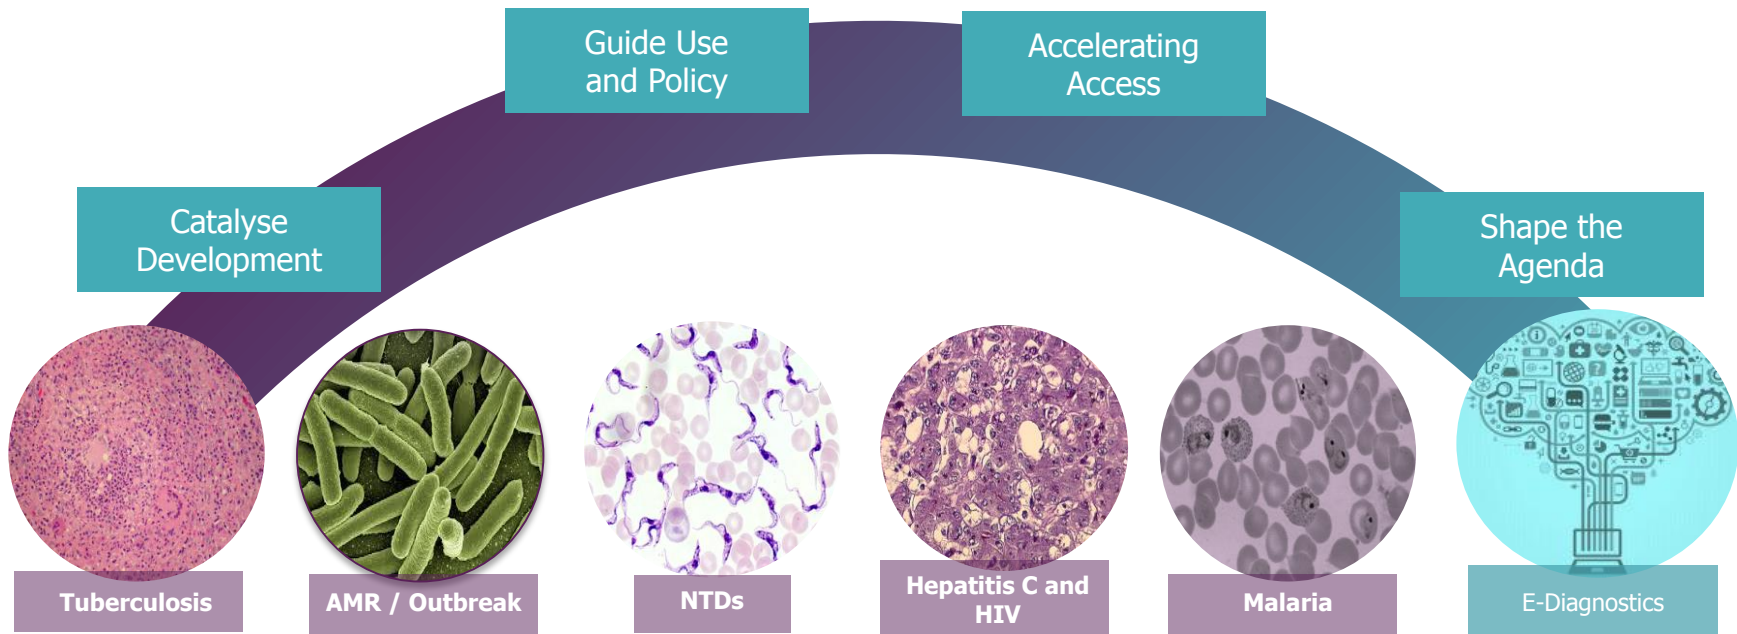 Guide Use
and Policy
Accelerating
Access
Catalyse
Development
Shape the
Agenda
Tuberculosis
AMR / Outbreak
NTDs
Hepatitis C and
HIV
Malaria
E-Diagnostics